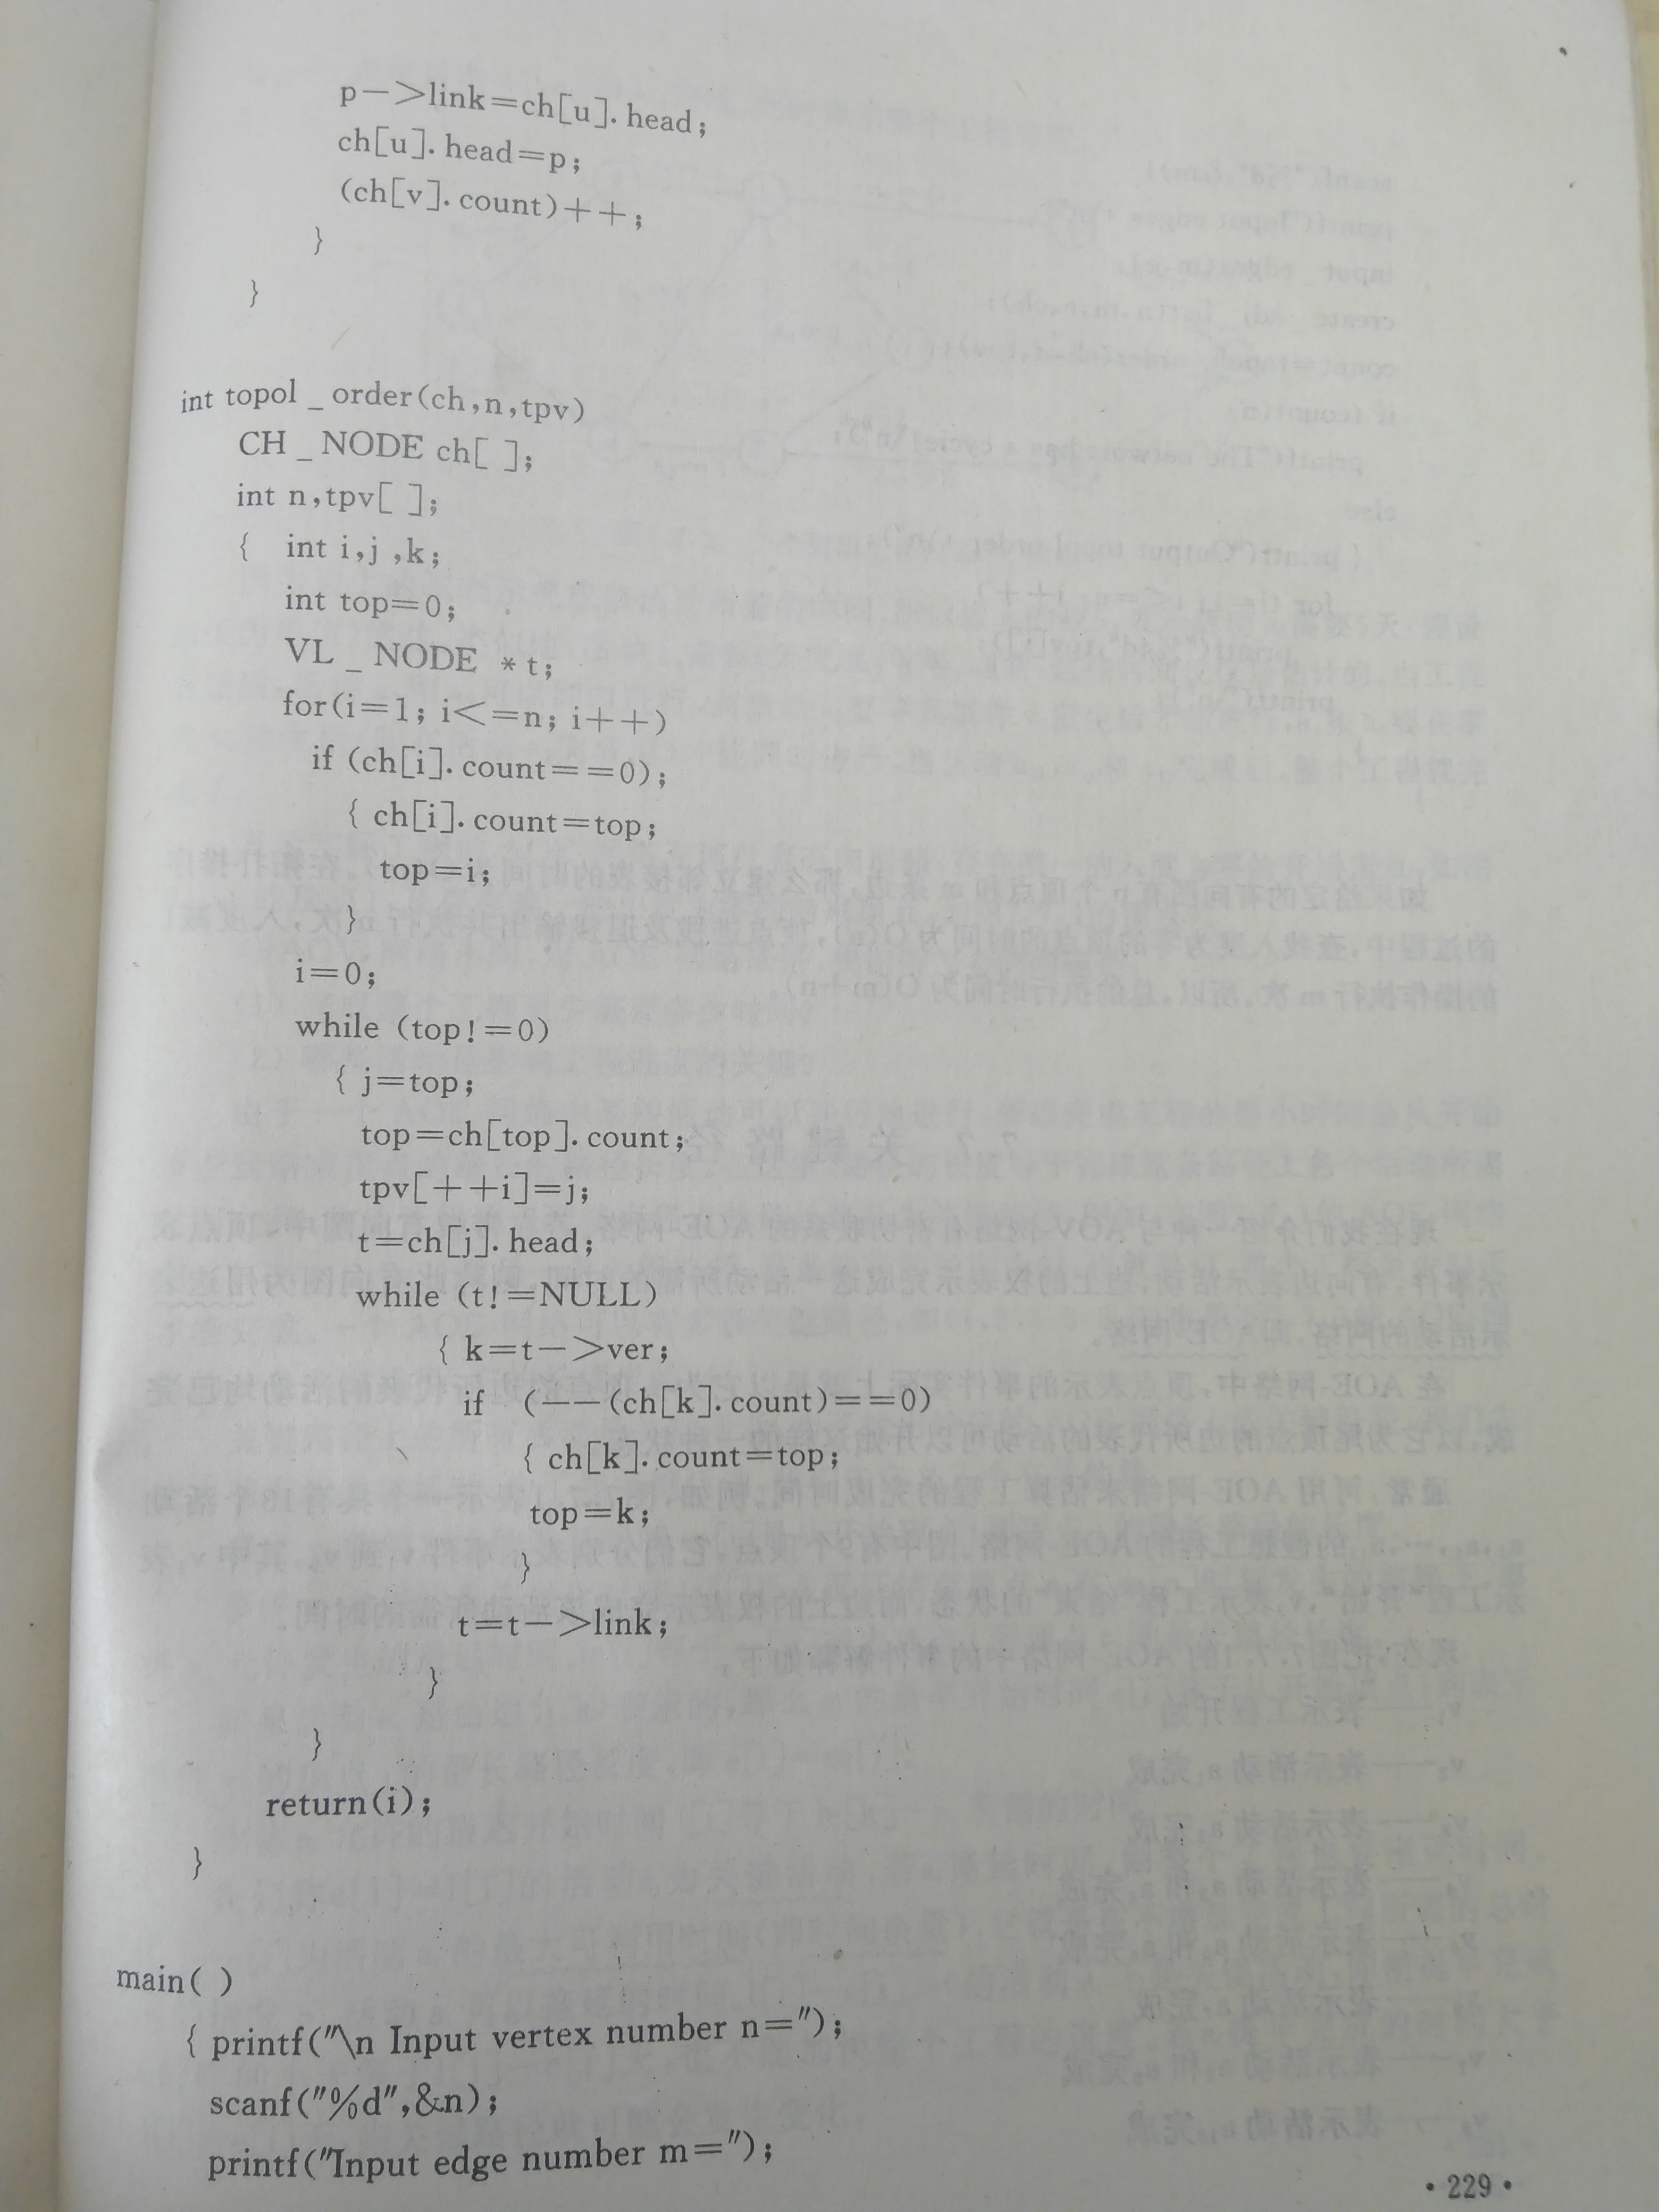 p->link=ch[u].head;
ch[u].head=p;
(ch[v].count)++;
}
}
int topol_order(ch,n,tpv)
CH_NODE ch[ ];
int n,tpv[ ];
{ int i,j,k;
int top=0;
VL_NODE *t;
for(i=1; i<=n; i++)
if (ch[i].count==0);
{ ch[i].count=top;
top=i;
}
i=0;
while (top!=0)
{ j=top;
top=ch[top].count;
tpv[++i]=j;
t=ch[j].head;
while (t!=NULL)
{ k=t->ver;
if (--(ch[k].count)==0)
{ ch[k].count=top;
top=k;
}
t=t->link;
}
}
return(i);
}
main( )
{ printf("\n Input vertex number n=");
scanf("%d",&n);
printf("Input edge number m=");
·229·